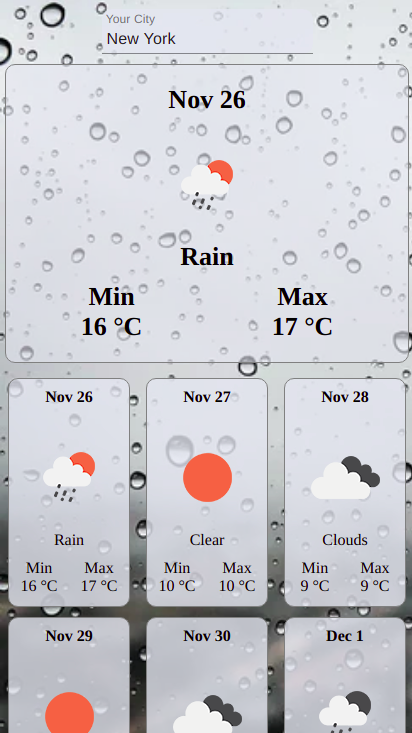 Your City
New York
Nov 26
Rain
Min Max
16 °C 17 °C
Nov 26 Nov 27 Nov 28
Rain Clear Clouds
Min Max Min Max Min Max
16 °C 17 °C 10 °C 10 °C 9 °C 9 °C
Nov 29 Nov 30 Dec 1